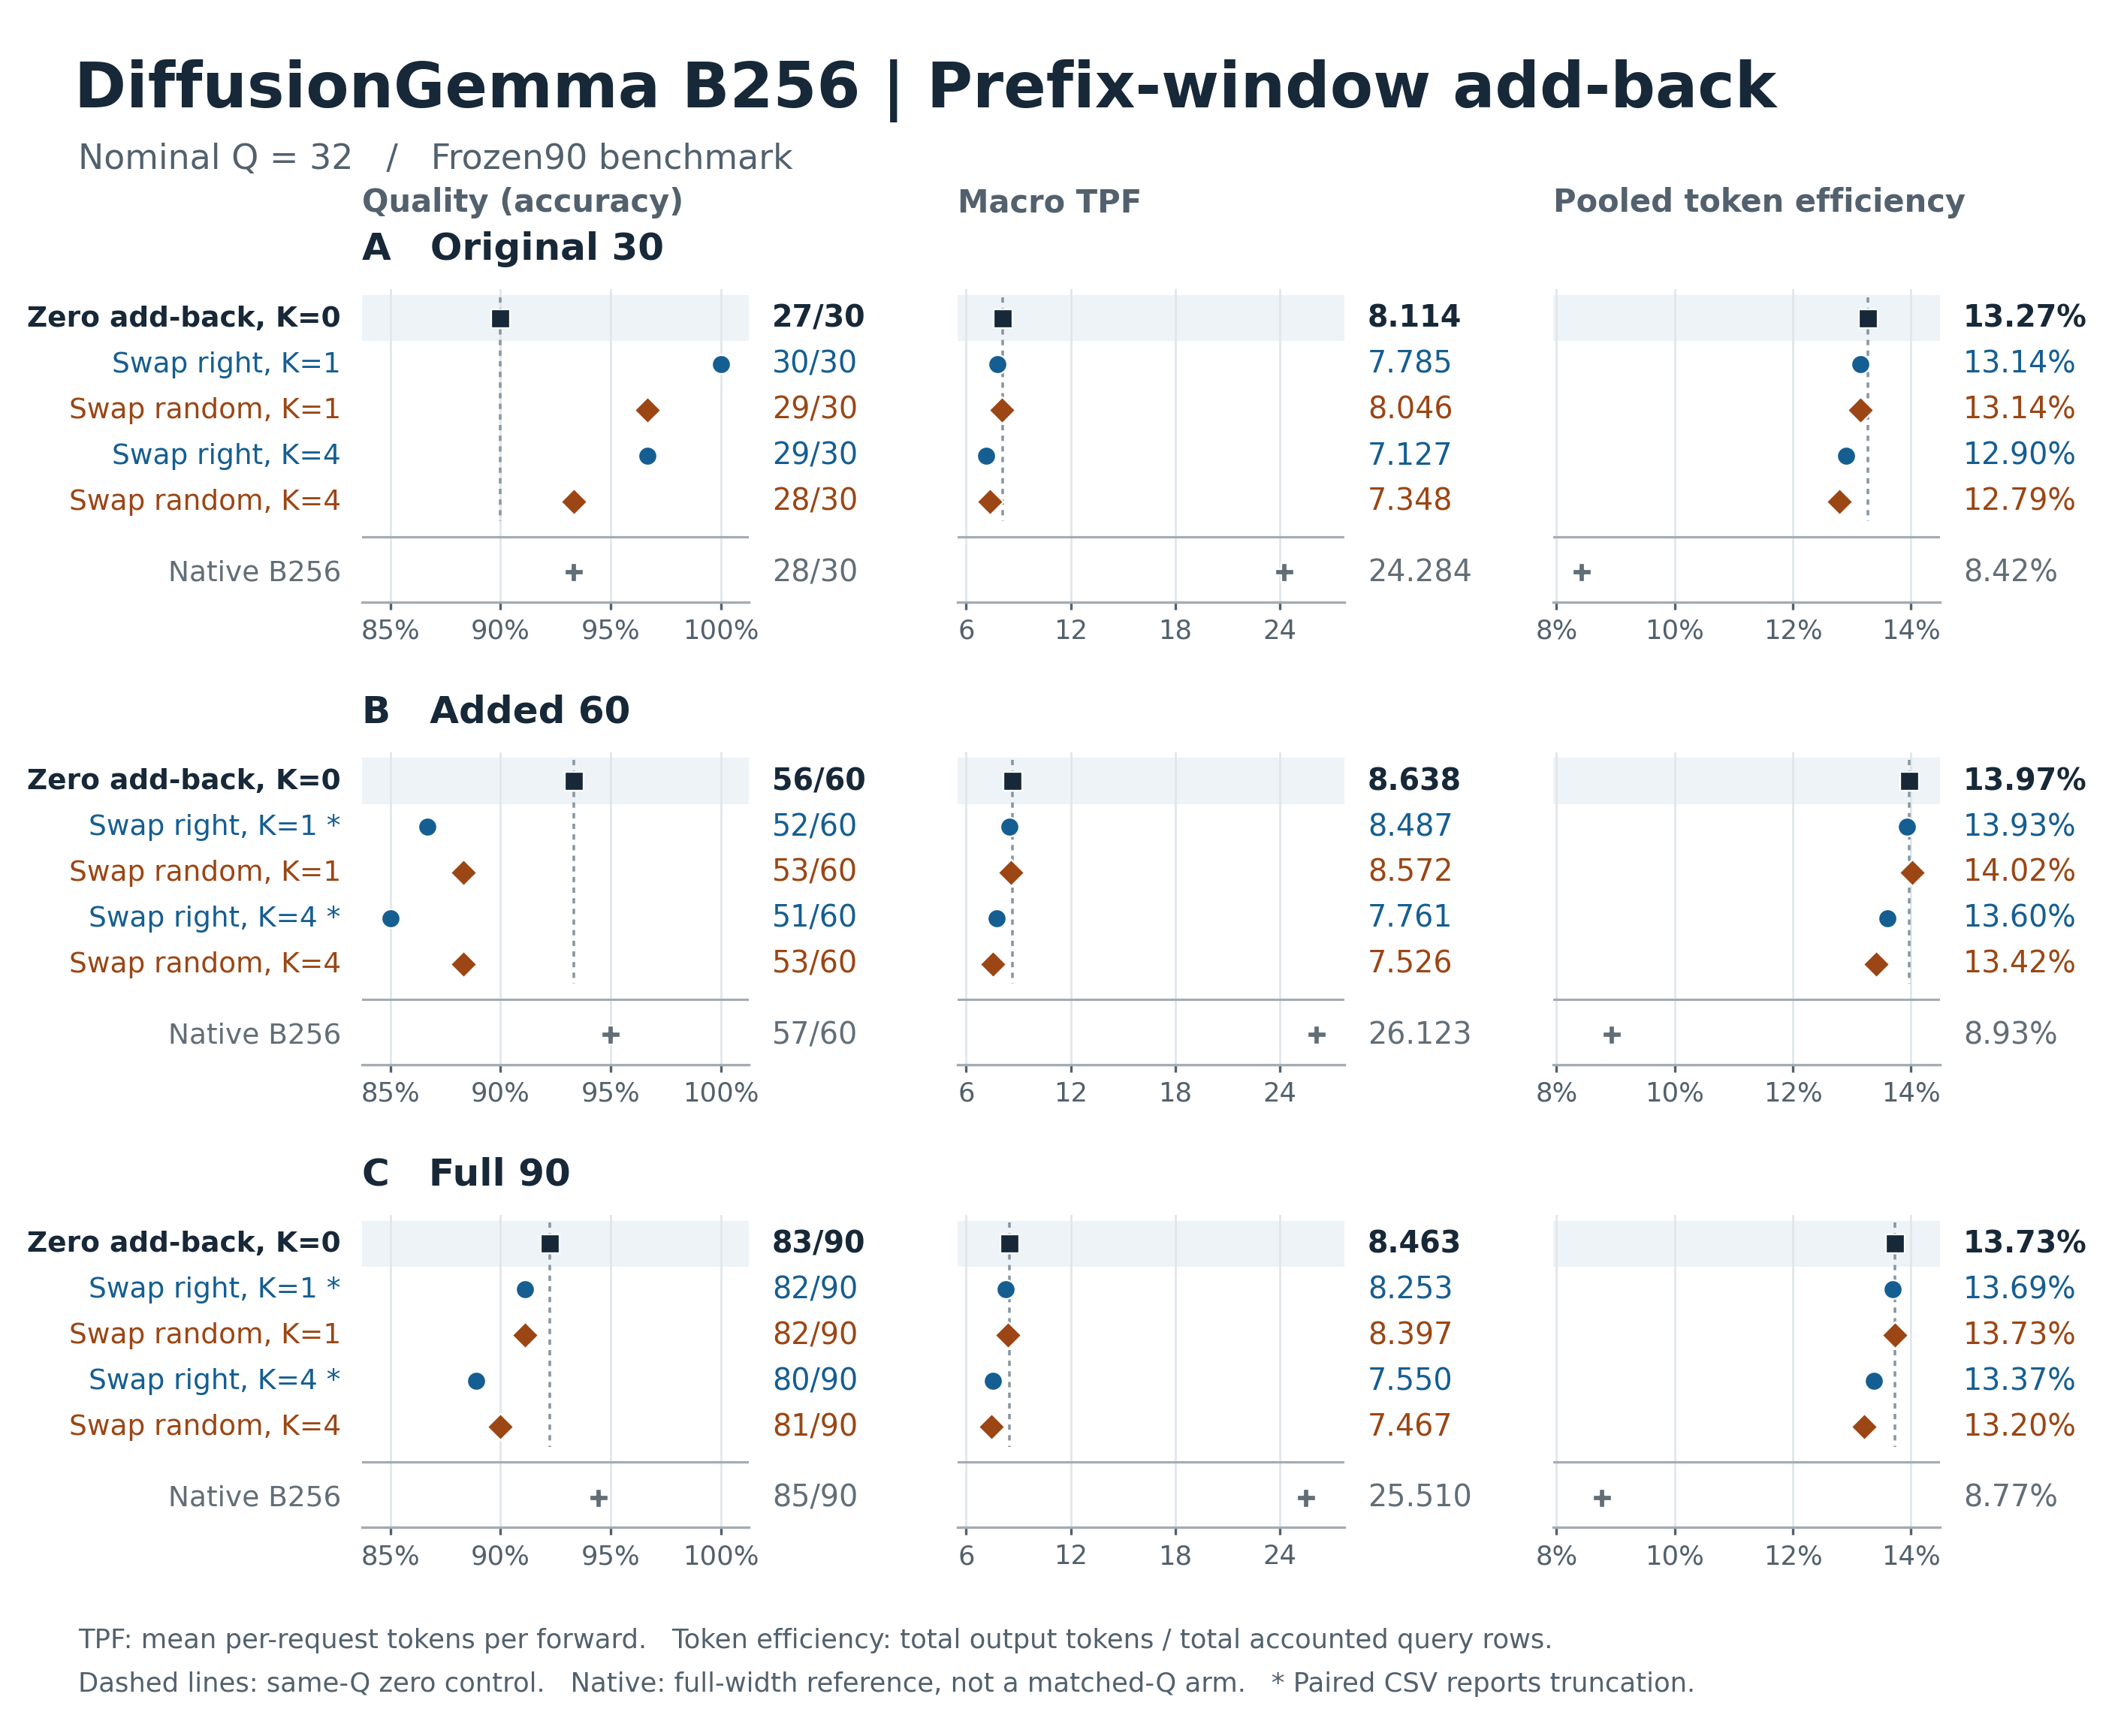 DiffusionGemma B256 | Prefix-window add-back
Nominal Q = 32 / Frozen90 benchmark
Quality (accuracy) Macro TPF Pooled token efficiency
A Original 30
Zero add-back, K=0 27/30 8.114 13.27%
Swap right, K=1 30/30 7.785 13.14%
Swap random, K=1 29/30 8.046 13.14%
Swap right, K=4 29/30 7.127 12.90%
Swap random, K=4 28/30 7.348 12.79%
Native B256 28/30 24.284 8.42%
85% 90% 95% 100% 6 12 18 24 8% 10% 12% 14%
B Added 60
Zero add-back, K=0 56/60 8.638 13.97%
Swap right, K=1 * 52/60 8.487 13.93%
Swap random, K=1 53/60 8.572 14.02%
Swap right, K=4 * 51/60 7.761 13.60%
Swap random, K=4 53/60 7.526 13.42%
Native B256 57/60 26.123 8.93%
85% 90% 95% 100% 6 12 18 24 8% 10% 12% 14%
C Full 90
Zero add-back, K=0 83/90 8.463 13.73%
Swap right, K=1 * 82/90 8.253 13.69%
Swap random, K=1 82/90 8.397 13.73%
Swap right, K=4 * 80/90 7.550 13.37%
Swap random, K=4 81/90 7.467 13.20%
Native B256 85/90 25.510 8.77%
85% 90% 95% 100% 6 12 18 24 8% 10% 12% 14%
TPF: mean per-request tokens per forward. Token efficiency: total output tokens / total accounted query rows.
Dashed lines: same-Q zero control. Native: full-width reference, not a matched-Q arm. * Paired CSV reports truncation.